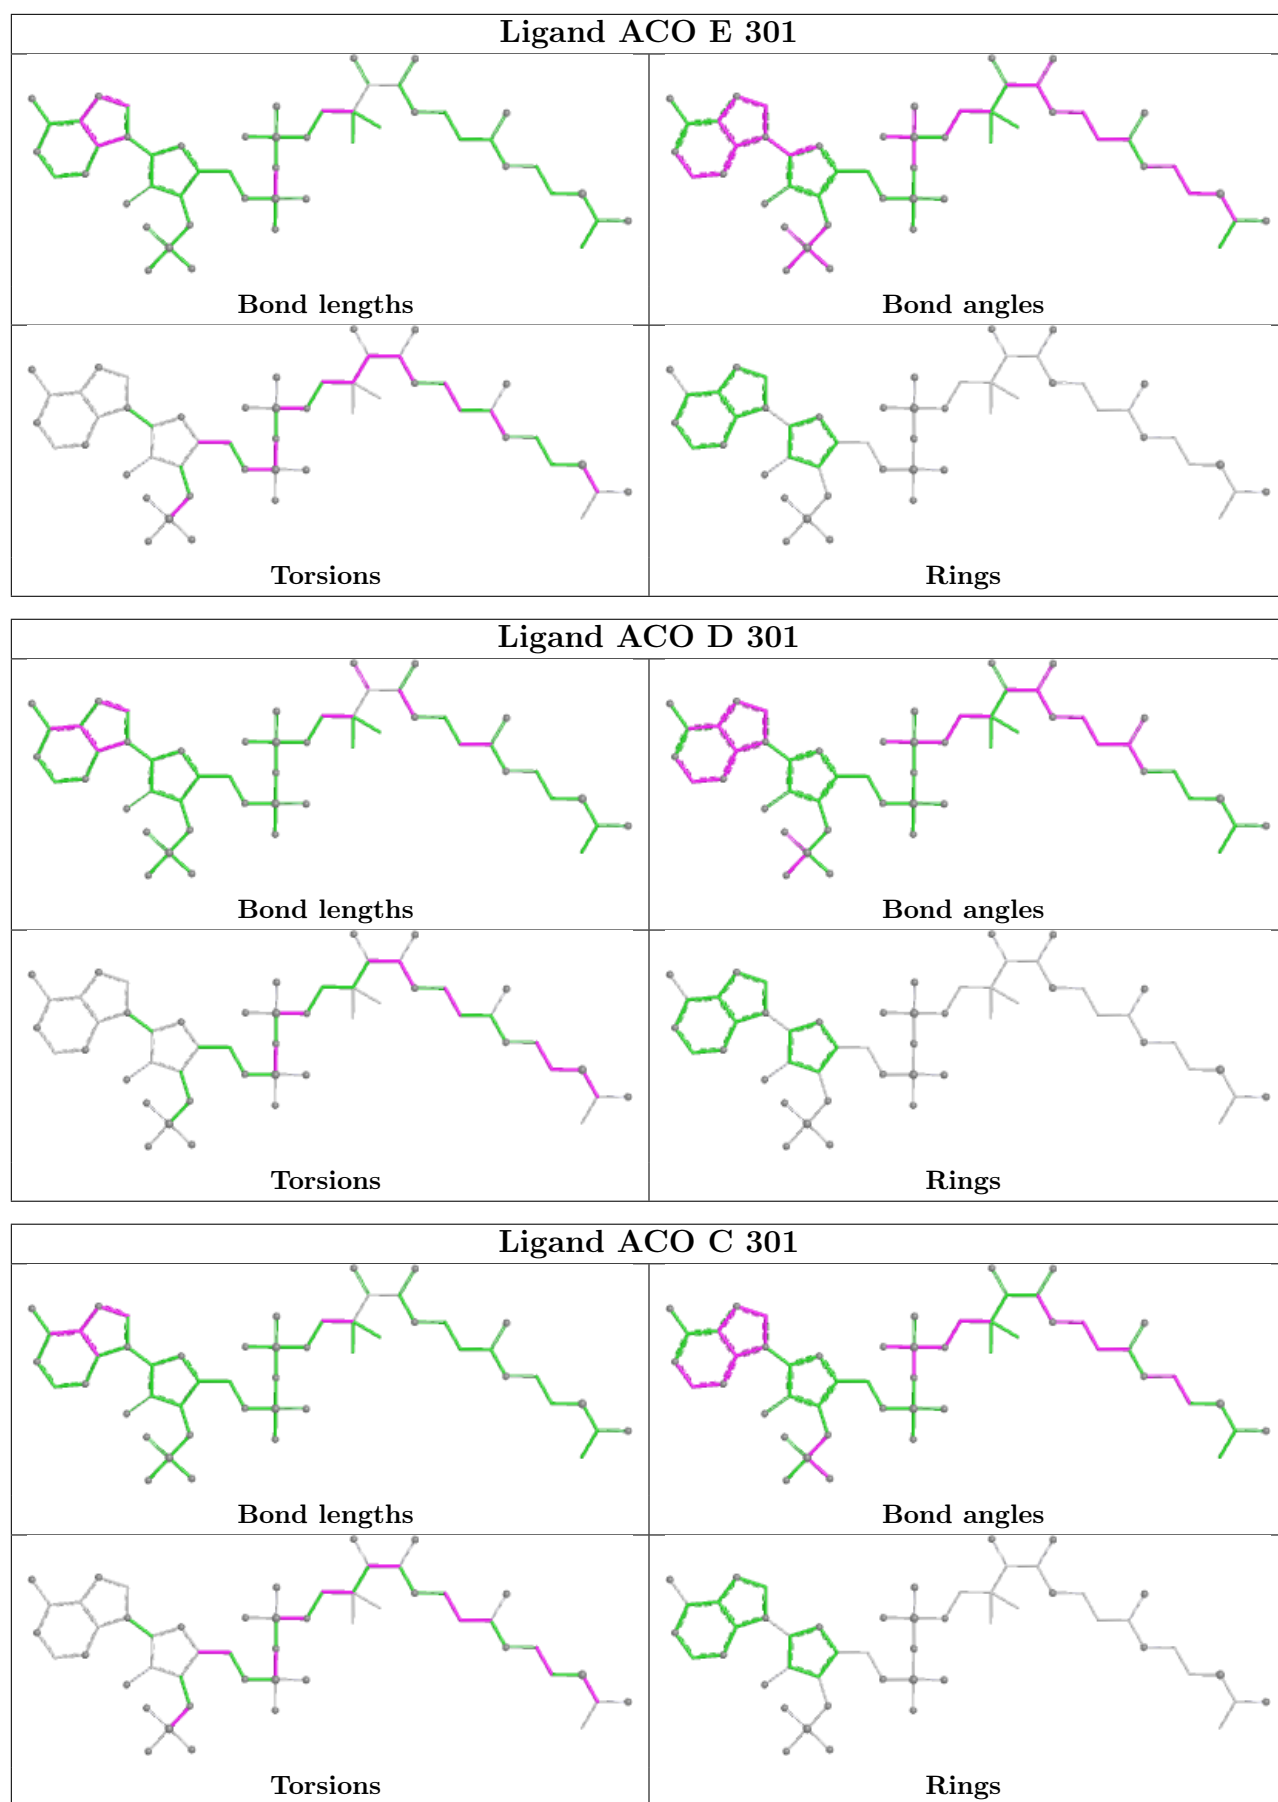 Ligand ACO E 301
Bond lengths
Bond angles
Torsions
Rings
Ligand ACO D 301
Bond lengths
Bond angles
Torsions
Rings
Ligand ACO C 301
Bond lengths
Bond angles
Torsions
Rings